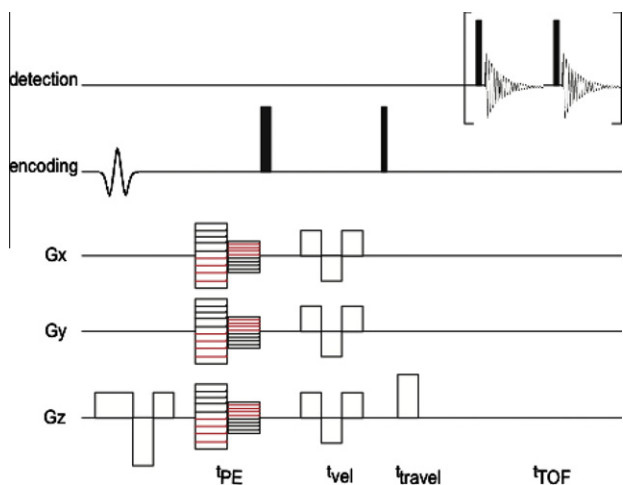 detection
encoding
Gx
Gy
Gz
tPE tvel ttravel tTOF